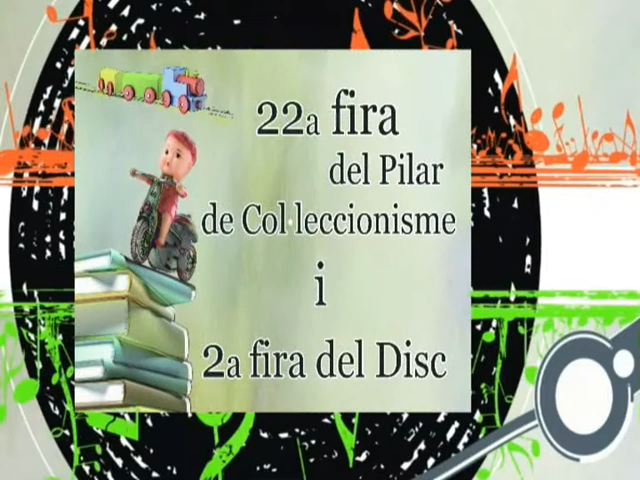 22a fira
del Pilar
de Col·leccionisme
i
2a fira del Disc